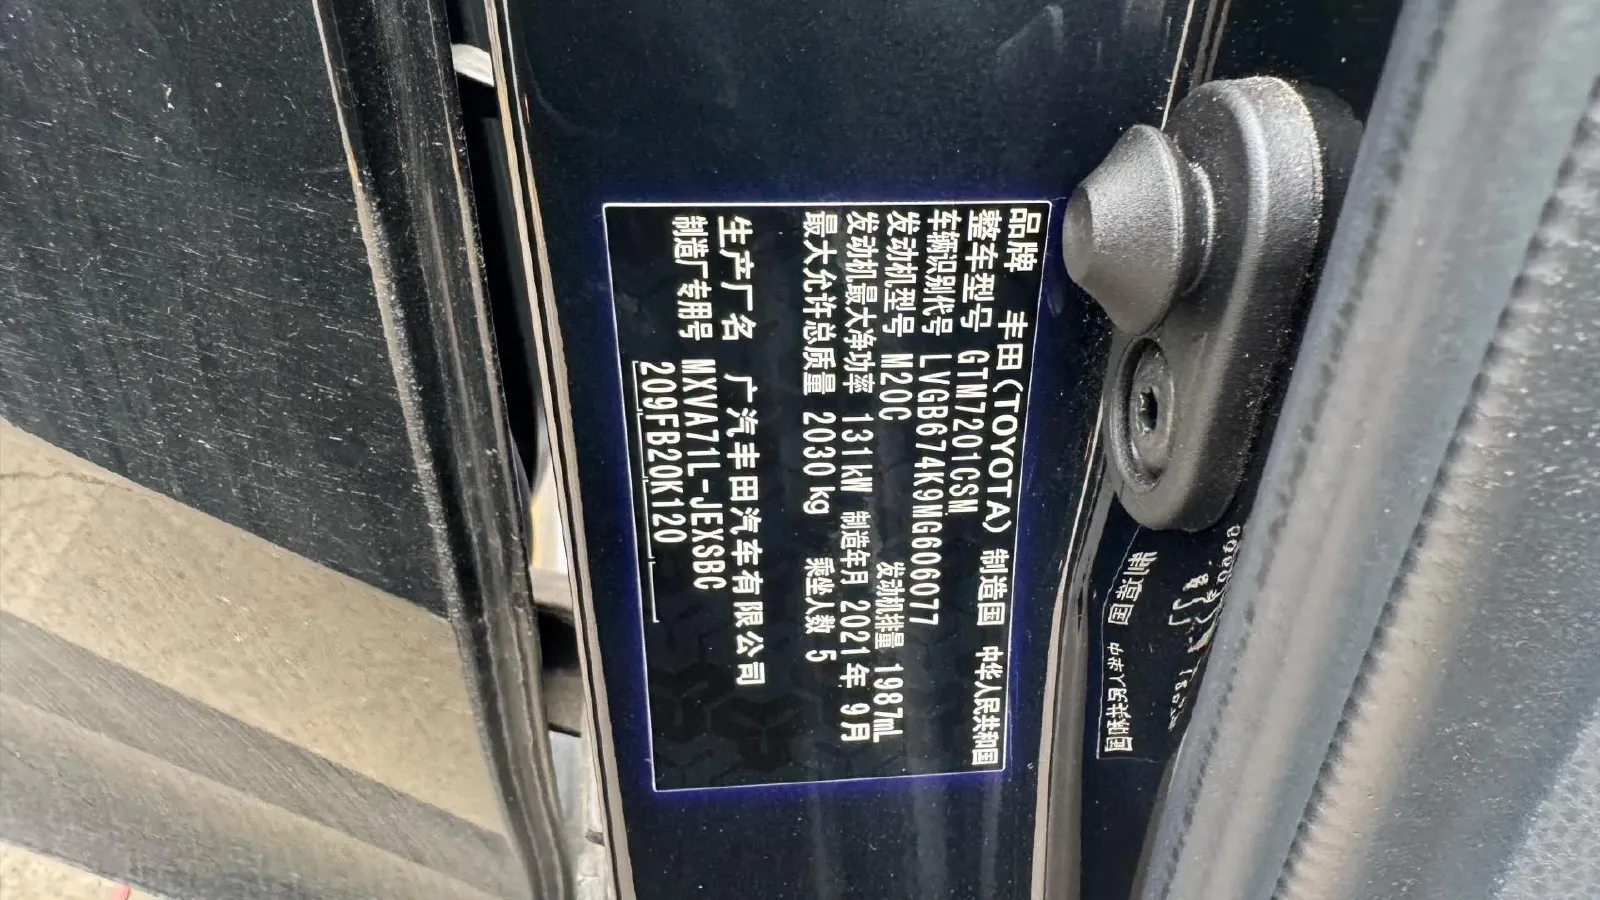 品牌 丰田(TOYOTA) 制造国 中华人民共和国
整车型号 GTM7201CSM
车辆识别代号 LVGB674K9MG606077
发动机型号 M20C 发动机排量 1987mL
发动机最大净功率 131kW 制造年月 2021年 9月
最大允许总质量 2030kg 乘坐人数 5
生产厂名 广汽丰田汽车有限公司
制造厂专用号 MXVA71L-JEXSBC
209FB20K120